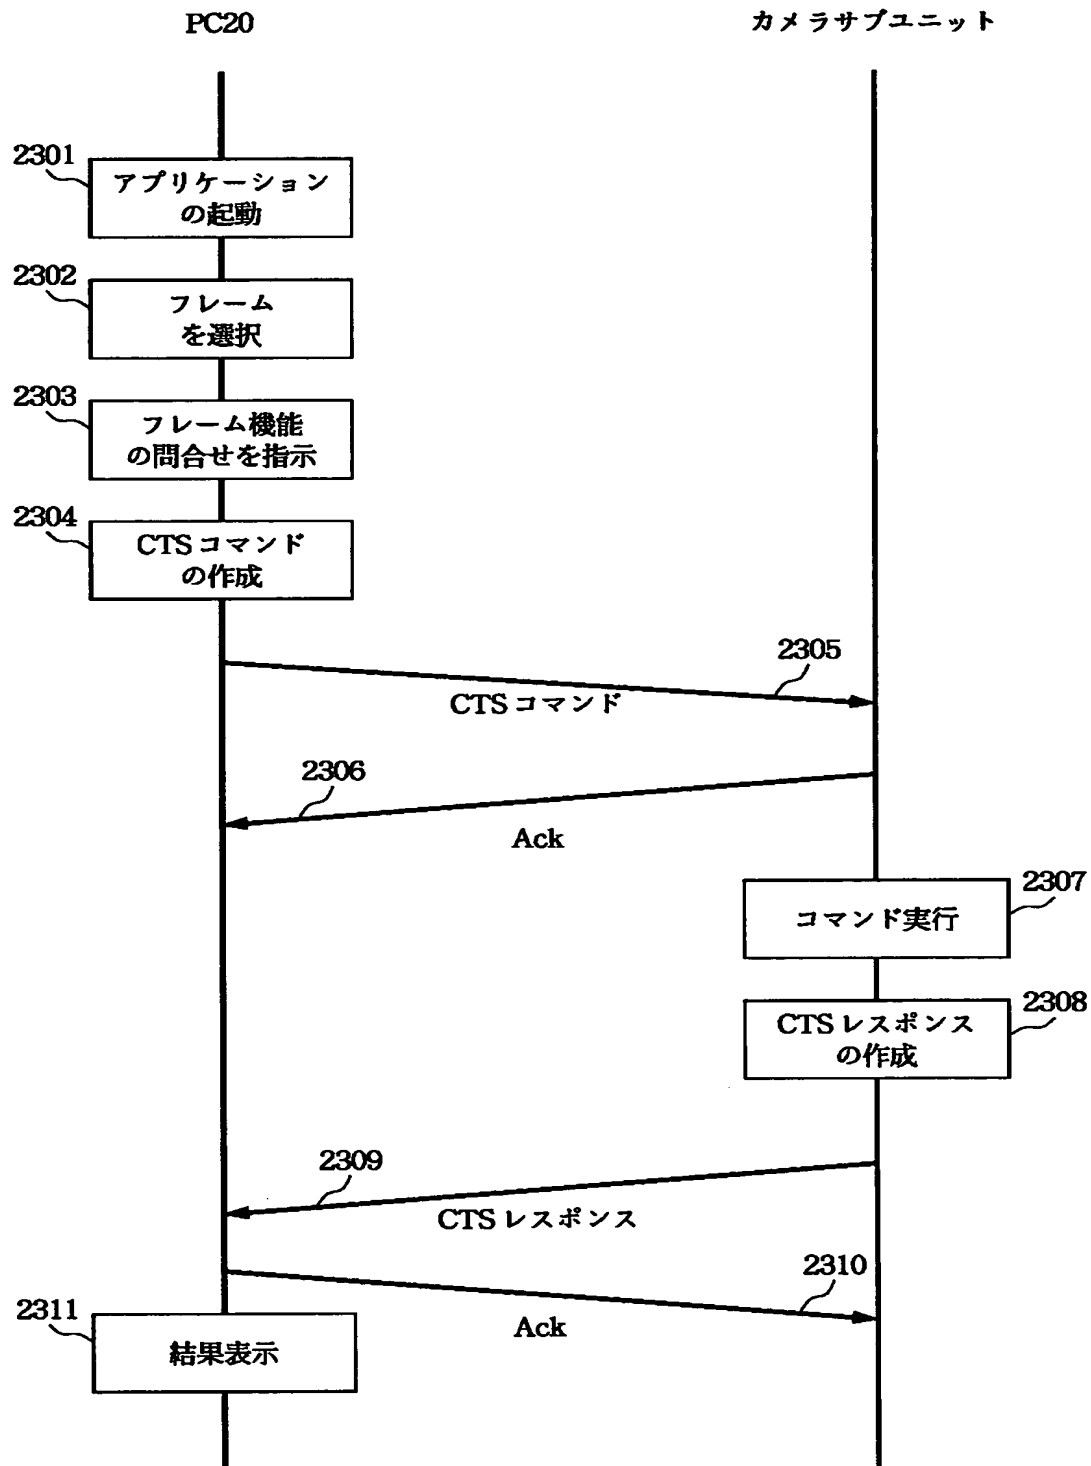 PC20
カメラサブユニット
2301
アプリケーション
の起動
2302
フレーム
を選択
2303
フレーム機能
の問合せを指示
2304
CTSコマンド
の作成
2305
CTSコマンド
2306
Ack
2307
コマンド実行
2308
CTSレスポンス
の作成
2309
CTSレスポンス
2310
Ack
2311
結果表示